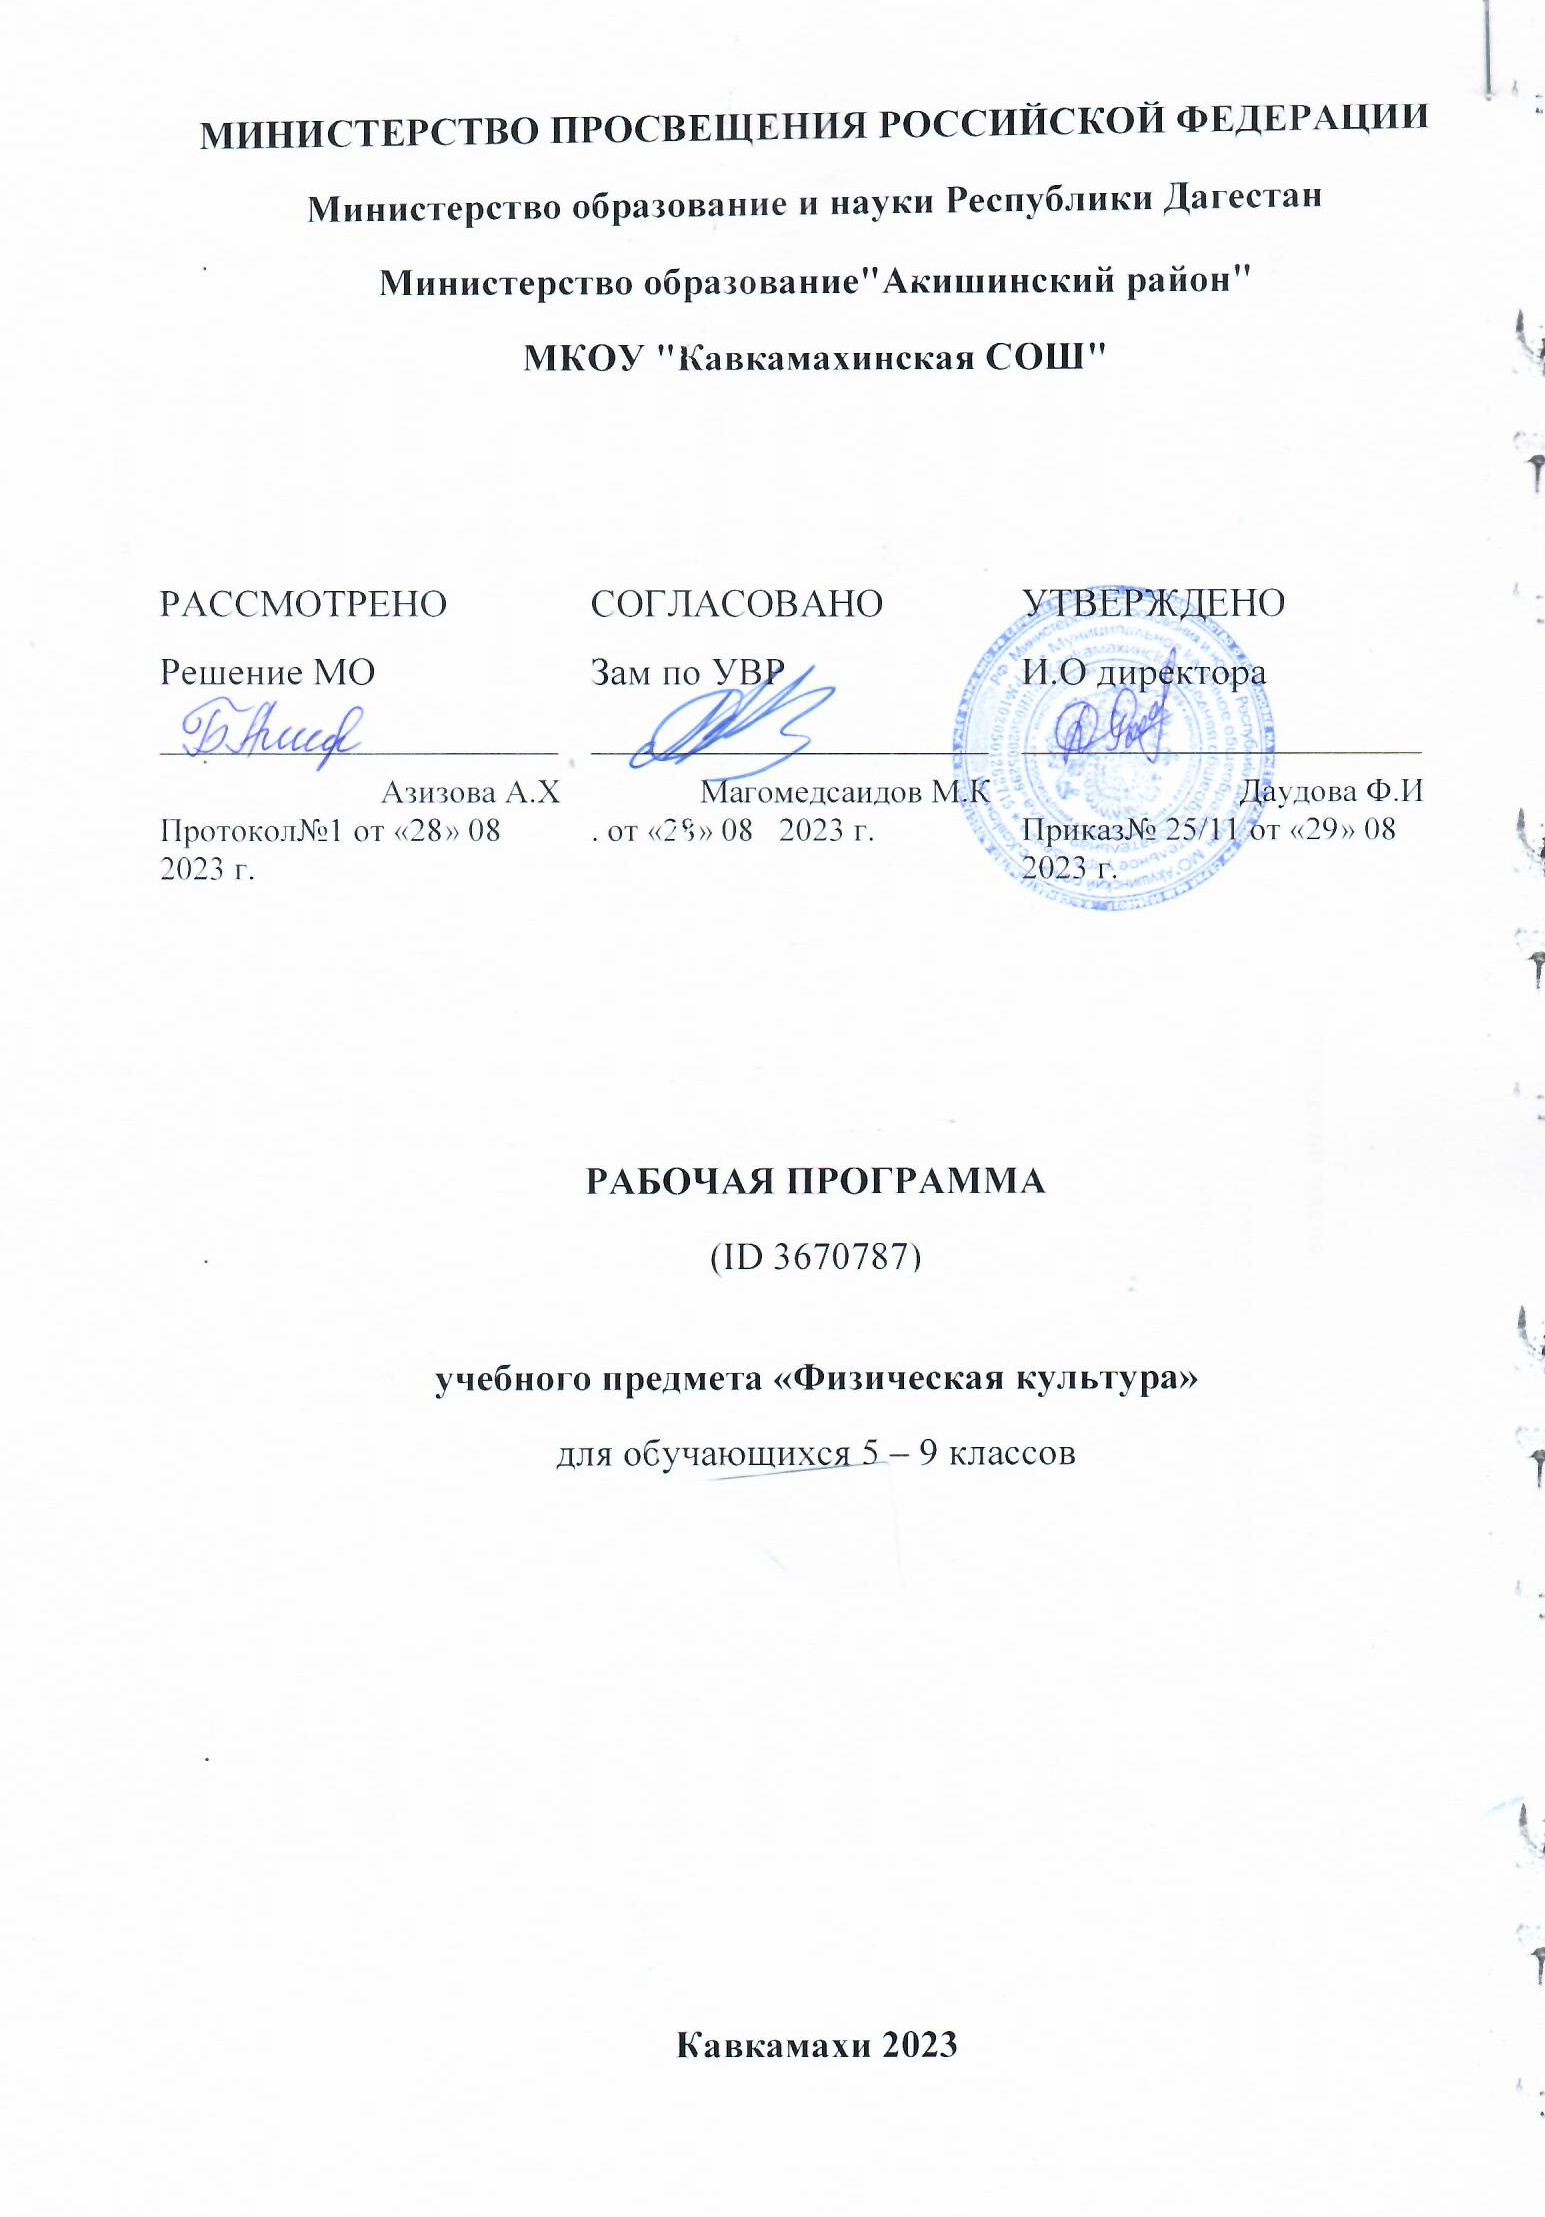 МИНИСТЕРСТВО ПРОСВЕЩЕНИЯ РОССИЙСКОЙ ФЕДЕРАЦИИ
Министерство образование и науки Республики Дагестан
Министерство образование"Акишинский район"
МКОУ "Кавкамахинская СОШ"
РАССМОТРЕНО
Решение МО
Азизова А.Х
Протокол№1 от «28» 08
2023 г.
СОГЛАСОВАНО
Зам по УВР
Магомедсаидов М.К
. от «28» 08 2023 г.
УТВЕРЖДЕНО
И.О директора
Даудова Ф.И
Приказ№ 25/11 от «29» 08
2023 г.
РАБОЧАЯ ПРОГРАММА
(ID 3670787)
учебного предмета «Физическая культура»
для обучающихся 5 – 9 классов
Кавкамахи 2023